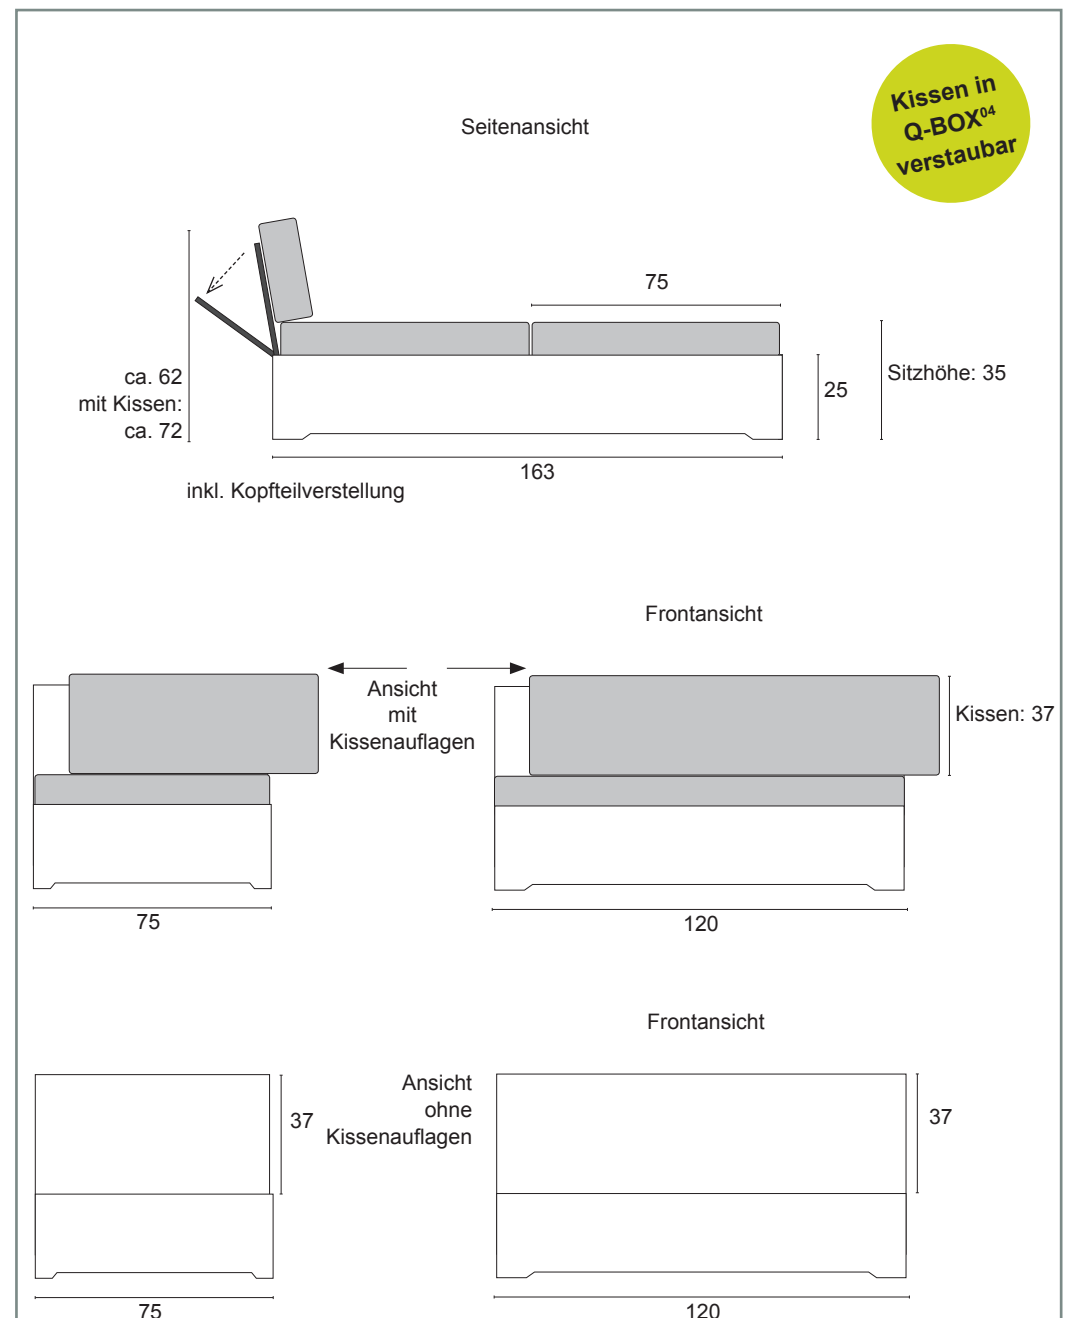 Kissen in
Q-BOX⁰⁴
verstaubar
Seitenansicht
75
ca. 62
mit Kissen:
ca. 72
25
Sitzhöhe: 35
163
inkl. Kopfteilverstellung
Frontansicht
Ansicht
mit
Kissenauflagen
Kissen: 37
75
120
Frontansicht
37
Ansicht
ohne
Kissenauflagen
37
75
120